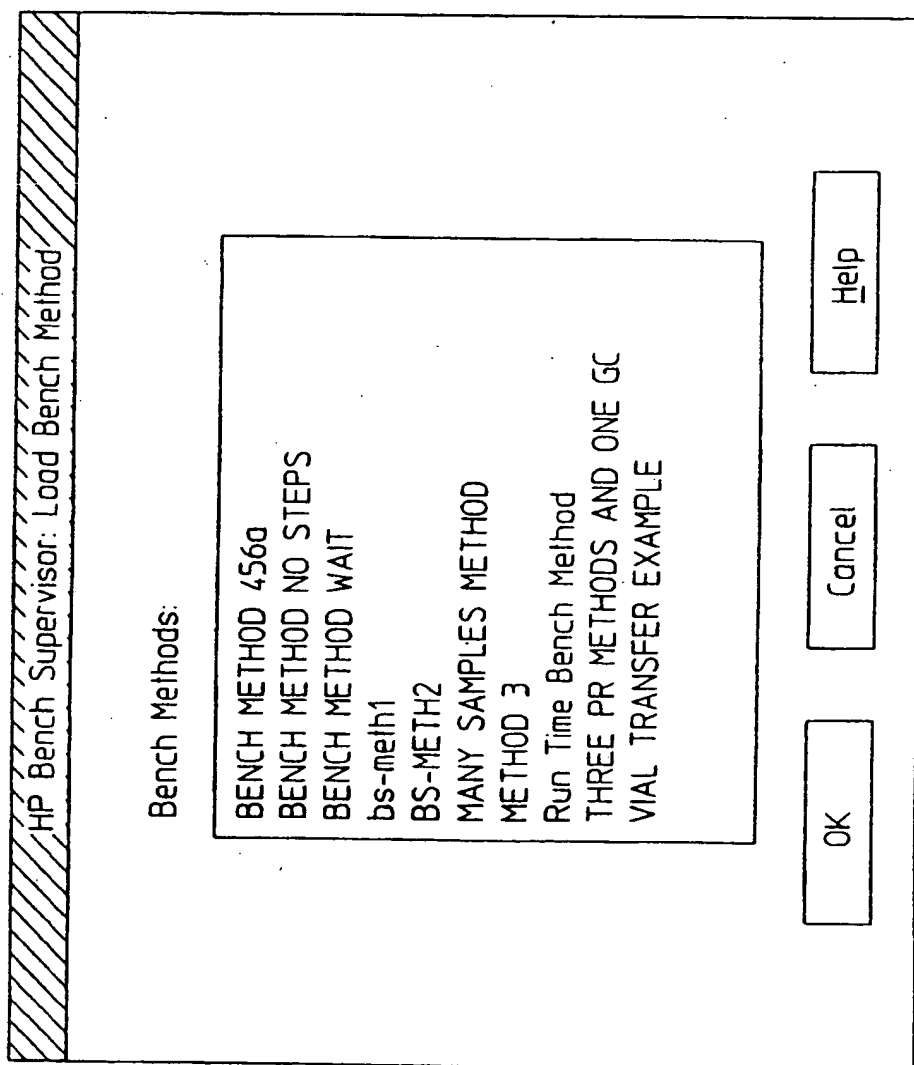 HP Bench Supervisor: Load Bench Method
Bench Methods:
BENCH METHOD 456a
BENCH METHOD NO STEPS
BENCH METHOD WAIT
bs-meth1
BS-METH2
MANY SAMPLES METHOD
METHOD 3
Run Time Bench Method
THREE PR METHODS AND ONE GC
VIAL TRANSFER EXAMPLE
OK
Cancel
Help